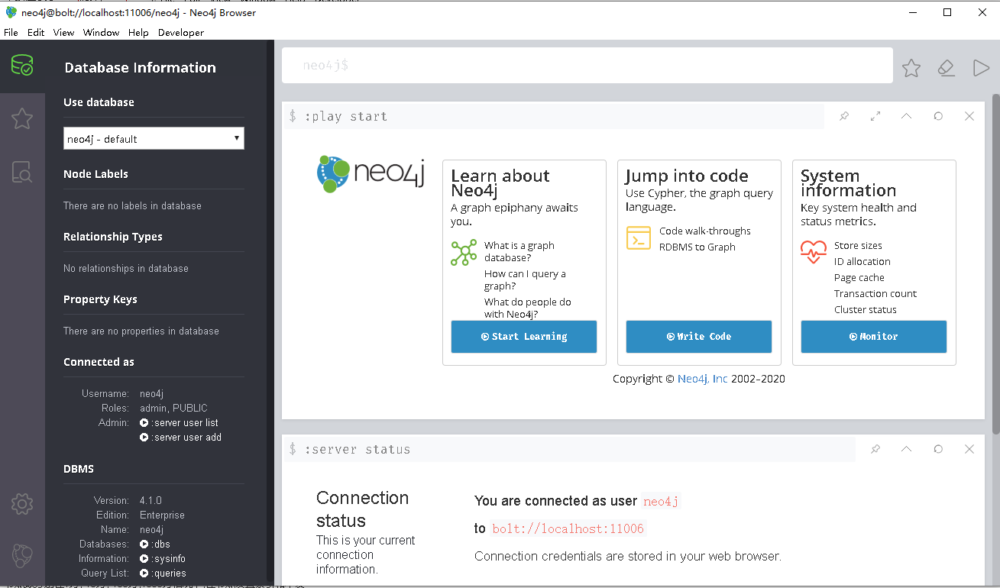 neo4j@bolt://localhost:11006/neo4j - Neo4j Browser
File Edit View Window Help Developer
Database Information
Use database
neo4j - default
Node Labels
There are no labels in database
Relationship Types
No relationships in database
Property Keys
There are no properties in database
Connected as
Username: neo4j
Roles: admin, PUBLIC
Admin: :server user list
:server user add
DBMS
Version: 4.1.0
Edition: Enterprise
Name: neo4j
Databases: :dbs
Information: :sysinfo
Query List: :queries
neo4j$
$ :play start
neo4j
Learn about
Neo4j
A graph epiphany awaits
you.
What is a graph
database?
How can I query a
graph?
What do people do
with Neo4j?
Start Learning
Jump into code
Use Cypher, the graph query
language.
Code walk-throughs
RDBMS to Graph
Write Code
System
information
Key system health and
status metrics.
Store sizes
ID allocation
Page cache
Transaction count
Cluster status
Monitor
Copyright © Neo4j, Inc 2002-2020
$ :server status
Connection
status
This is your current
connection
information.
You are connected as user neo4j
to bolt://localhost:11006
Connection credentials are stored in your web browser.